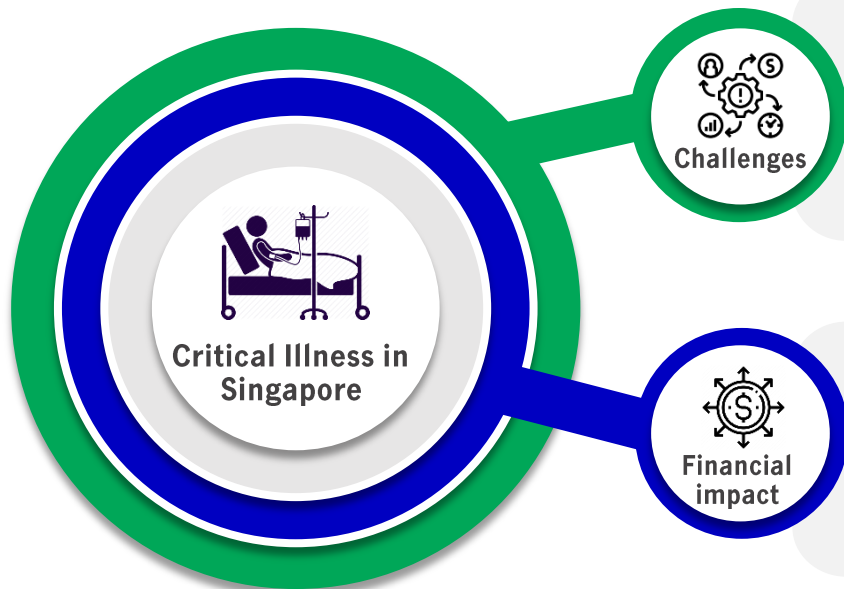 Challenges
Critical Illness in
Singapore
Financial
impact